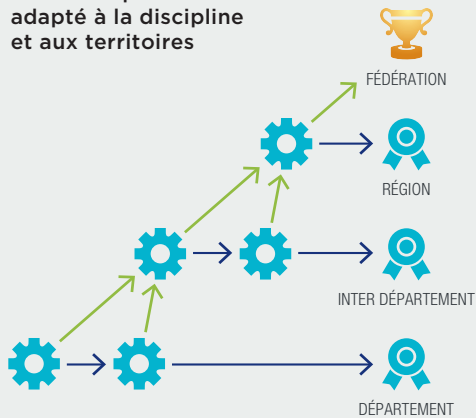 adapté à la discipline
et aux territoires
FÉDÉRATION
RÉGION
INTER DÉPARTEMENT
DÉPARTEMENT